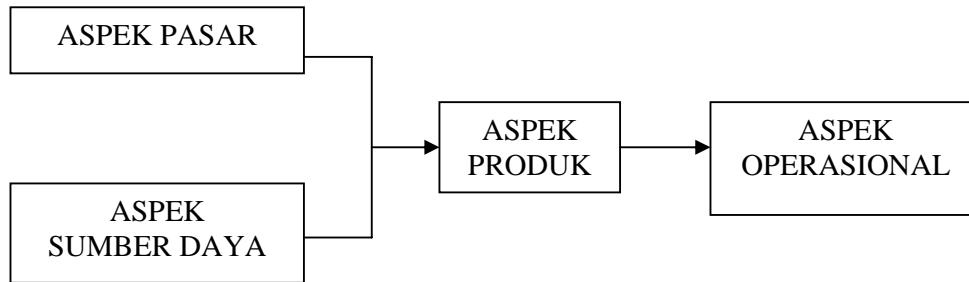 ASPEK PASAR
ASPEK
SUMBER DAYA
ASPEK
PRODUK
ASPEK
OPERASIONAL